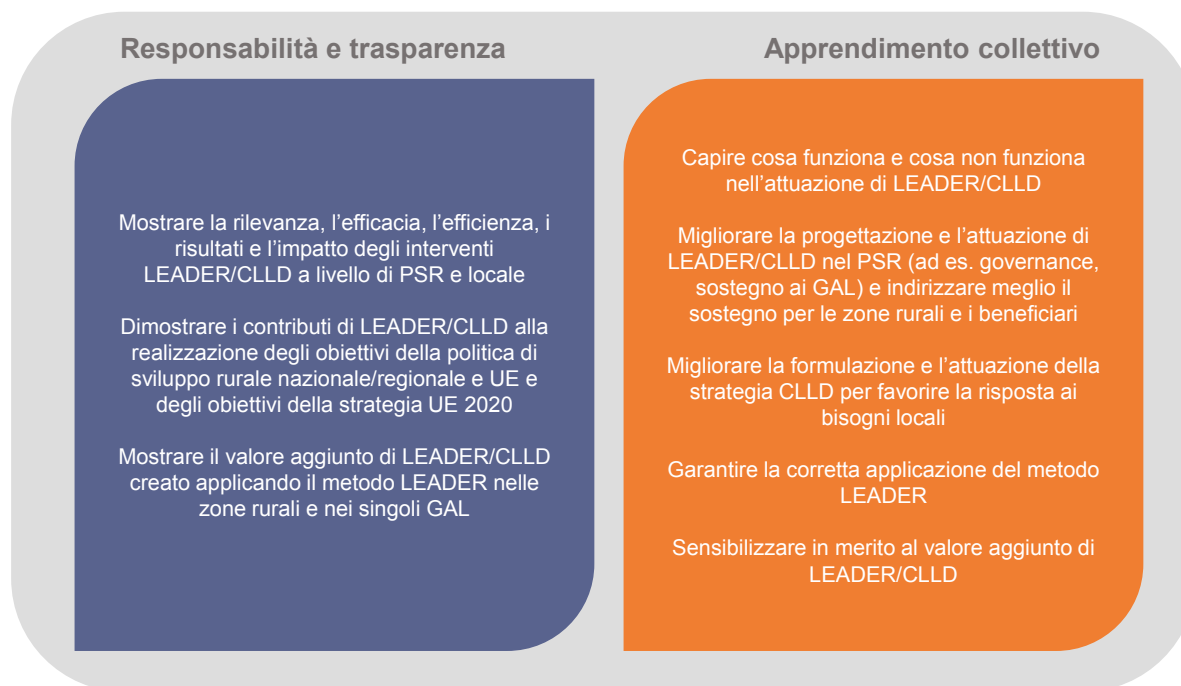 Responsabilità e trasparenza
Mostrare la rilevanza, l’efficacia, l’efficienza, i
risultati e l’impatto degli interventi
LEADER/CLLD a livello di PSR e locale
Dimostrare i contributi di LEADER/CLLD alla
realizzazione degli obiettivi della politica di
sviluppo rurale nazionale/regionale e UE e
degli obiettivi della strategia UE 2020
Mostrare il valore aggiunto di LEADER/CLLD
creato applicando il metodo LEADER nelle
zone rurali e nei singoli GAL
Apprendimento collettivo
Capire cosa funziona e cosa non funziona
nell’attuazione di LEADER/CLLD
Migliorare la progettazione e l’attuazione di
LEADER/CLLD nel PSR (ad es. governance,
sostegno ai GAL) e indirizzare meglio il
sostegno per le zone rurali e i beneficiari
Migliorare la formulazione e l’attuazione della
strategia CLLD per favorire la risposta ai
bisogni locali
Garantire la corretta applicazione del metodo
LEADER
Sensibilizzare in merito al valore aggiunto di
LEADER/CLLD